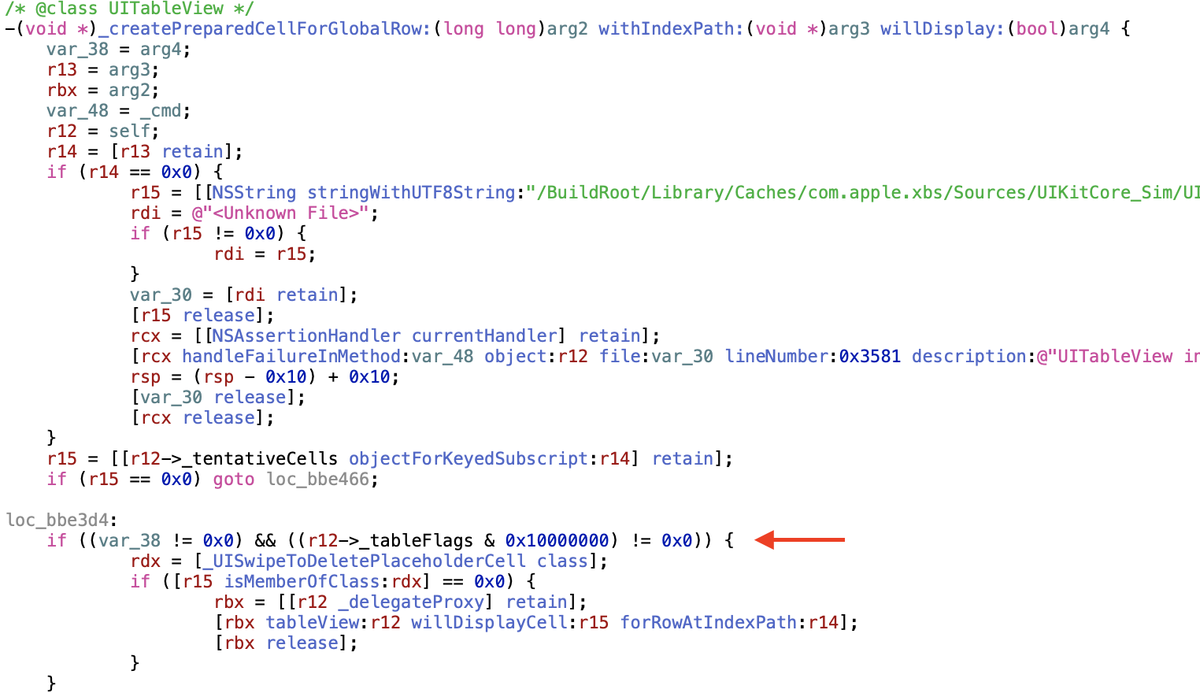 /* @class UITableView */
-(void *)_createPreparedCellForGlobalRow:(long long)arg2 withIndexPath:(void *)arg3 willDisplay:(bool)arg4 {
    var_38 = arg4;
    r13 = arg3;
    rbx = arg2;
    var_48 = _cmd;
    r12 = self;
    r14 = [r13 retain];
    if (r14 == 0x0) {
            r15 = [[NSString stringWithUTF8String:"/BuildRoot/Library/Caches/com.apple.xbs/Sources/UIKitCore_Sim/UI
            rdi = @"<Unknown File>";
            if (r15 != 0x0) {
                    rdi = r15;
            }
            var_30 = [rdi retain];
            [r15 release];
            rcx = [[NSAssertionHandler currentHandler] retain];
            [rcx handleFailureInMethod:var_48 object:r12 file:var_30 lineNumber:0x3581 description:@"UITableView in
            rsp = (rsp - 0x10) + 0x10;
            [var_30 release];
            [rcx release];
    }
    r15 = [[r12->_tentativeCells objectForKeyedSubscript:r14] retain];
    if (r15 == 0x0) goto loc_bbe466;

loc_bbe3d4:
    if ((var_38 != 0x0) && ((r12->_tableFlags & 0x10000000) != 0x0)) {
            rdx = [_UISwipeToDeletePlaceholderCell class];
            if ([r15 isMemberOfClass:rdx] == 0x0) {
                    rbx = [[r12 _delegateProxy] retain];
                    [rbx tableView:r12 willDisplayCell:r15 forRowAtIndexPath:r14];
                    [rbx release];
            }
    }